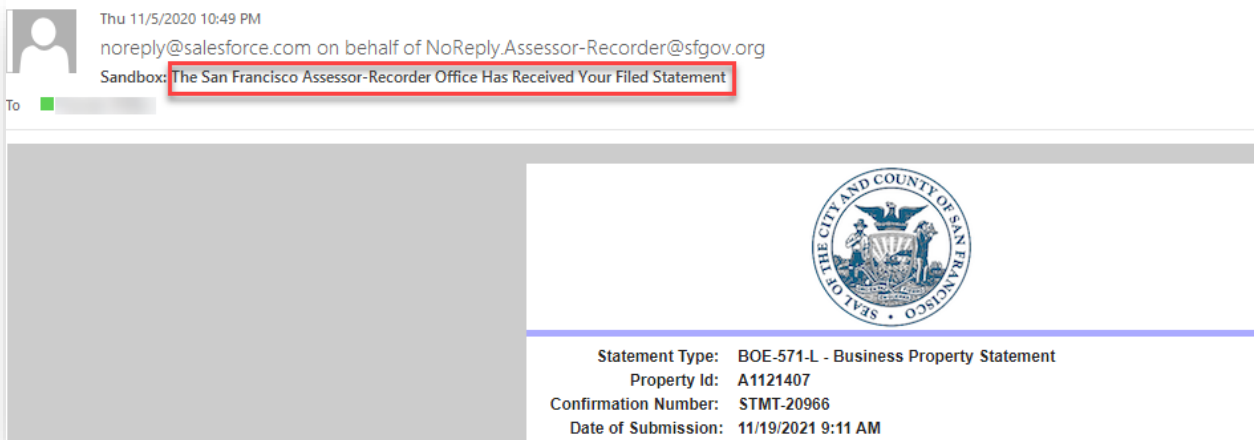 Thu 11/5/2020 10:49 PM
noreply@salesforce.com on behalf of NoReply.Assessor-Recorder@sfgov.org
Sandbox: The San Francisco Assessor-Recorder Office Has Received Your Filed Statement
To
SEAL OF THE CITY AND COUNTY OF SAN FRANCISCO
Statement Type: BOE-571-L - Business Property Statement
Property Id: A1121407
Confirmation Number: STMT-20966
Date of Submission: 11/19/2021 9:11 AM